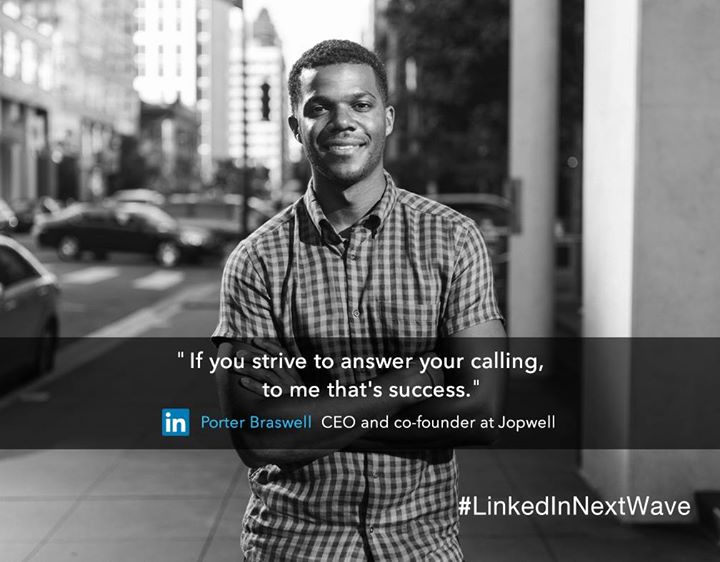 " If you strive to answer your calling,
to me that's success."
in Porter Braswell CEO and co-founder at Jopwell
#LinkedInNextWave